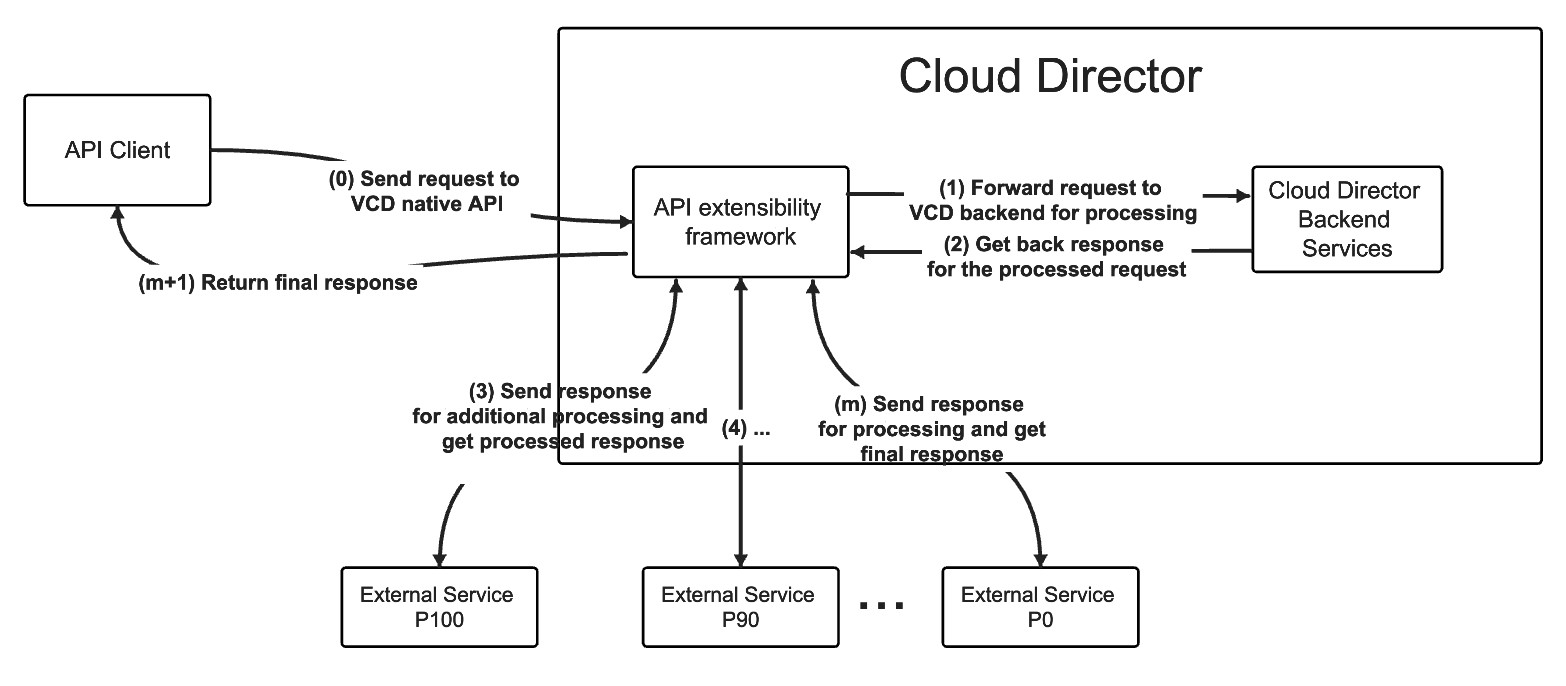 Cloud Director
API Client
(0) Send request to
VCD native API
API extensibility
framework
(1) Forward request to
VCD backend for processing
Cloud Director
Backend
Services
(2) Get back response
for the processed request
(m+1) Return final response
(3) Send response
for additional processing and
get processed response
(4) ...
(m) Send response
for processing and get
final response
External Service
P100
External Service
P90
...
External Service
P0